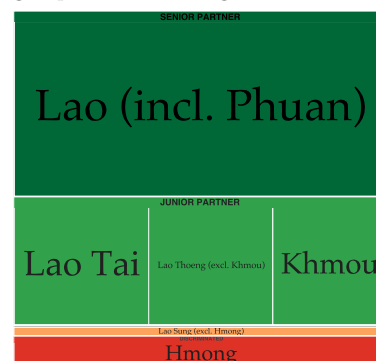 SENIOR PARTNER
Lao (incl. Phuan)
JUNIOR PARTNER
Lao Tai
Lao Thoeng (excl. Khmou)
Khmou
Lao Sung (excl. Hmong)
DISCRIMINATED
Hmong